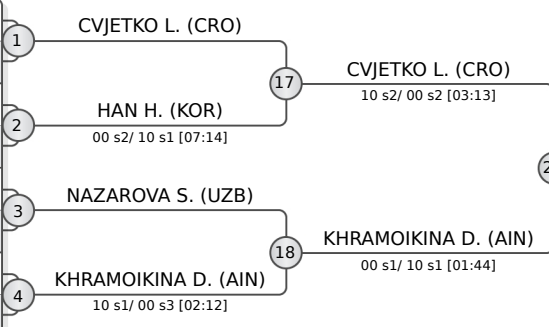 CVJETKO L. (CRO)
1
17
CVJETKO L. (CRO)
10 s2/ 00 s2 [03:13]
HAN H. (KOR)
2
00 s2/ 10 s1 [07:14]
2
NAZAROVA S. (UZB)
3
18
KHRAMOIKINA D. (AIN)
00 s1/ 10 s1 [01:44]
KHRAMOIKINA D. (AIN)
4
10 s1/ 00 s3 [02:12]